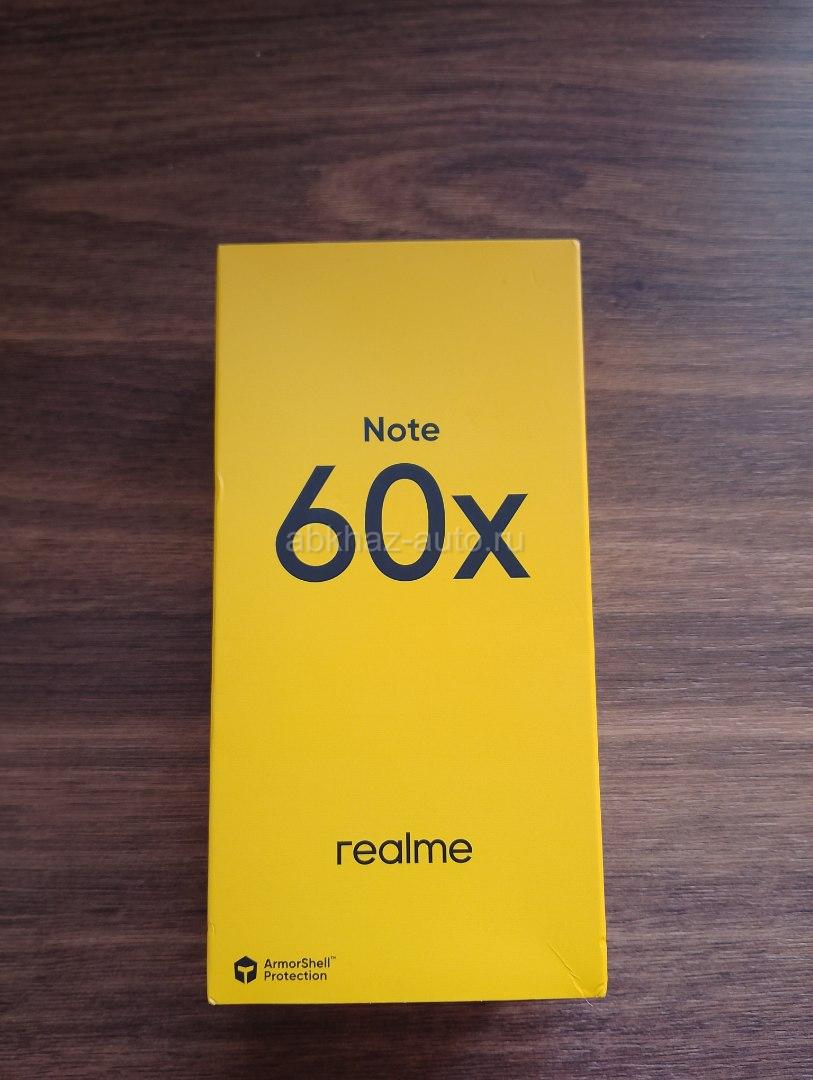 Note
60x
abkhaz-auto.ru
realme
ArmorShell™
Protection